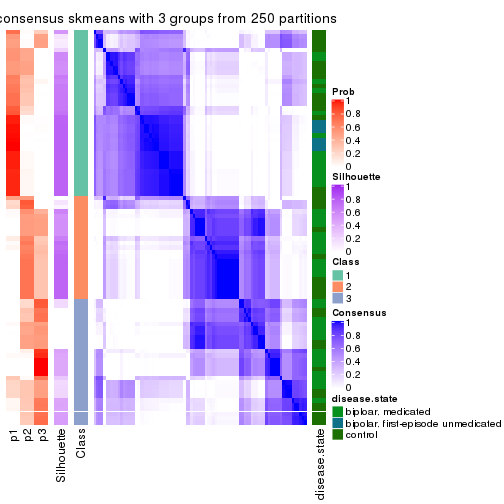 consensus skmeans with 3 groups from 250 partitions
Prob
1
0.8
0.6
0.4
0.2
0
Silhouette
1
0.8
0.6
0.4
0.2
0
Class
1
2
3
Consensus
1
0.8
0.6
0.4
0.2
0
disease.state
biploar. medicated
bipolar. first-episode unmedicated
control
p1
p2
p3
Silhouette
Class
disease.state